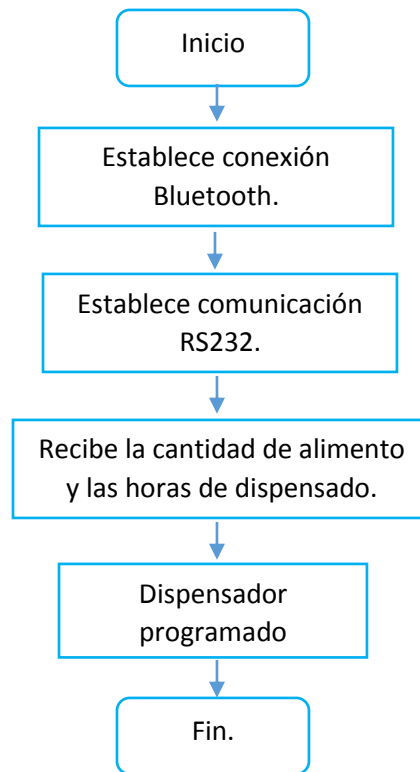 Inicio
Establece conexión
Bluetooth.
Establece comunicación
RS232.
Recibe la cantidad de alimento
y las horas de dispensado.
Dispensador
programado
Fin.